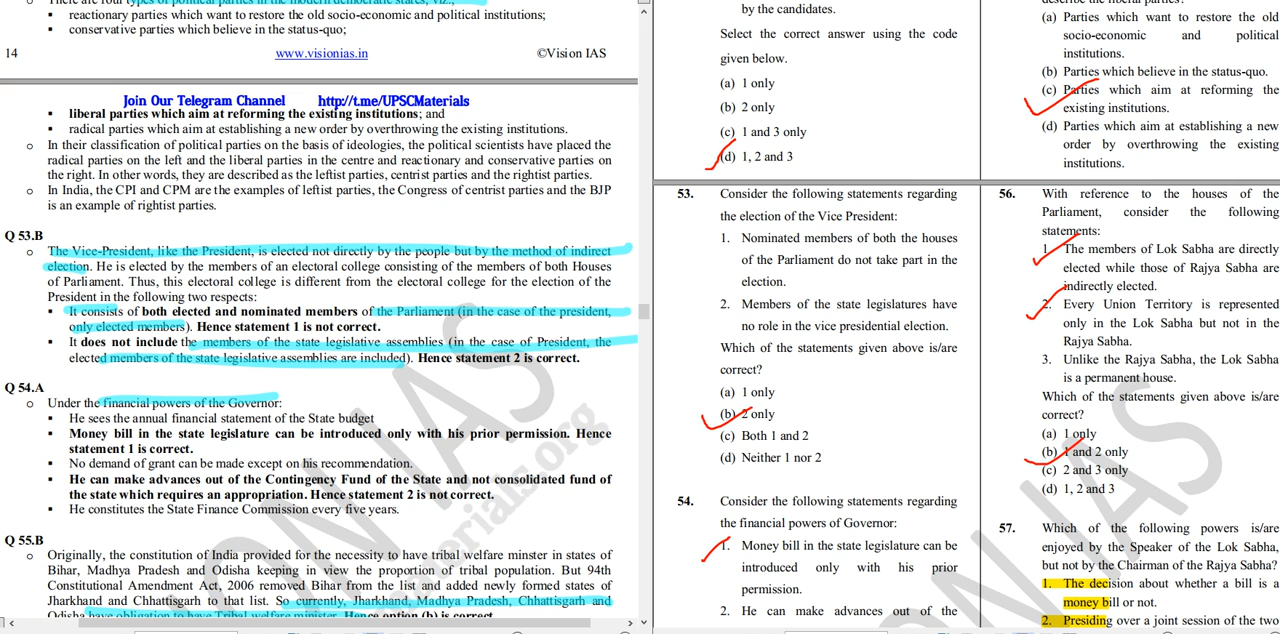 There are four types of political parties in the modern democratic states, viz.,
▪ reactionary parties which want to restore the old socio-economic and political institutions;
▪ conservative parties which believe in the status-quo;
14 www.visionias.in ©Vision IAS
Join Our Telegram Channel http://t.me/UPSCMaterials
▪ liberal parties which aim at reforming the existing institutions; and
▪ radical parties which aim at establishing a new order by overthrowing the existing institutions.
o In their classification of political parties on the basis of ideologies, the political scientists have placed the
radical parties on the left and the liberal parties in the centre and reactionary and conservative parties on
the right. In other words, they are described as the leftist parties, centrist parties and the rightist parties.
o In India, the CPI and CPM are the examples of leftist parties, the Congress of centrist parties and the BJP
is an example of rightist parties.
Q 53.B
o The Vice-President, like the President, is elected not directly by the people but by the method of indirect
election. He is elected by the members of an electoral college consisting of the members of both Houses
of Parliament. Thus, this electoral college is different from the electoral college for the election of the
President in the following two respects:
▪ It consists of both elected and nominated members of the Parliament (in the case of the president,
only elected members). Hence statement 1 is not correct.
▪ It does not include the members of the state legislative assemblies (in the case of President, the
elected members of the state legislative assemblies are included). Hence statement 2 is correct.
Q 54.A
o Under the financial powers of the Governor:
▪ He sees the annual financial statement of the State budget
▪ Money bill in the state legislature can be introduced only with his prior permission. Hence
statement 1 is correct.
▪ No demand of grant can be made except on his recommendation.
▪ He can make advances out of the Contingency Fund of the State and not consolidated fund of
the state which requires an appropriation. Hence statement 2 is not correct.
▪ He constitutes the State Finance Commission every five years.
Q 55.B
o Originally, the constitution of India provided for the necessity to have tribal welfare minster in states of
Bihar, Madhya Pradesh and Odisha keeping in view the proportion of tribal population. But 94th
Constitutional Amendment Act, 2006 removed Bihar from the list and added newly formed states of
Jharkhand and Chhattisgarh to that list. So currently, Jharkhand, Madhya Pradesh, Chhattisgarh and
Odisha have obligation to have Tribal welfare minister. Hence option (b) is correct
by the candidates.
Select the correct answer using the code
given below.
(a) 1 only
(b) 2 only
(c) 1 and 3 only
(d) 1, 2 and 3
53. Consider the following statements regarding
the election of the Vice President:
1. Nominated members of both the houses
of the Parliament do not take part in the
election.
2. Members of the state legislatures have
no role in the vice presidential election.
Which of the statements given above is/are
correct?
(a) 1 only
(b) 2 only
(c) Both 1 and 2
(d) Neither 1 nor 2
54. Consider the following statements regarding
the financial powers of Governor:
1. Money bill in the state legislature can be
introduced only with his prior
permission.
2. He can make advances out of the
describe the liberal parties?
(a) Parties which want to restore the old
socio-economic and political
institutions.
(b) Parties which believe in the status-quo.
(c) Parties which aim at reforming the
existing institutions.
(d) Parties which aim at establishing a new
order by overthrowing the existing
institutions.
56. With reference to the houses of the
Parliament, consider the following
statements:
1. The members of Lok Sabha are directly
elected while those of Rajya Sabha are
indirectly elected.
2. Every Union Territory is represented
only in the Lok Sabha but not in the
Rajya Sabha.
3. Unlike the Rajya Sabha, the Lok Sabha
is a permanent house.
Which of the statements given above is/are
correct?
(a) 1 only
(b) 1 and 2 only
(c) 2 and 3 only
(d) 1, 2 and 3
57. Which of the following powers is/are
enjoyed by the Speaker of the Lok Sabha,
but not by the Chairman of the Rajya Sabha?
1. The decision about whether a bill is a
money bill or not.
2. Presiding over a joint session of the two